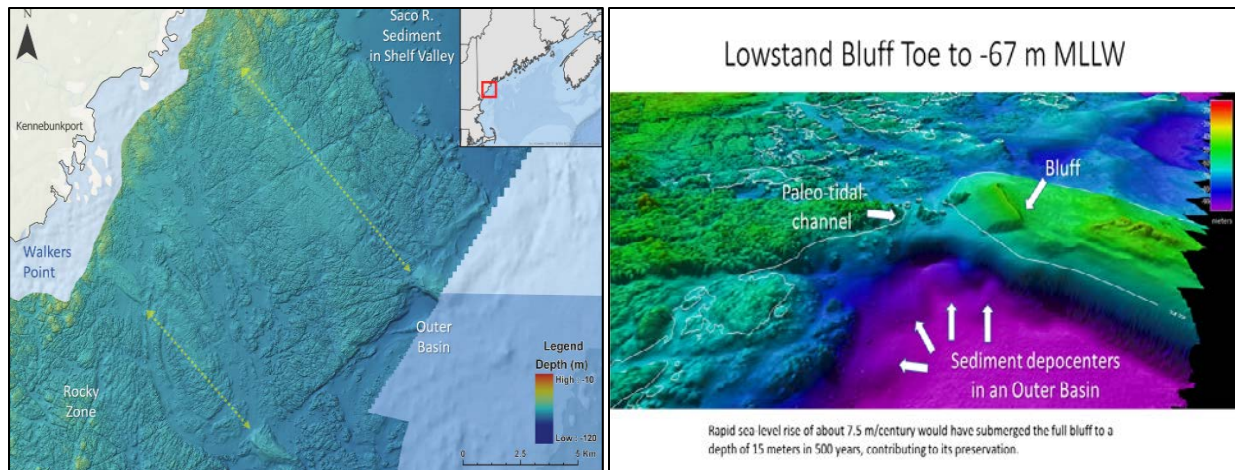 N
Saco R.
Sediment
in Shelf Valley
Kennebunkport
Walkers
Point
Outer
Basin
Rocky
Zone
Legend
Depth (m)
High : -10
Low : -120
0 2.5 5 Km
Lowstand Bluff Toe to -67 m MLLW
Bluff
Paleo-tidal-
channel
meters
Sediment depocenters
in an Outer Basin
Rapid sea-level rise of about 7.5 m/century would have submerged the full bluff to a
depth of 15 meters in 500 years, contributing to its preservation.